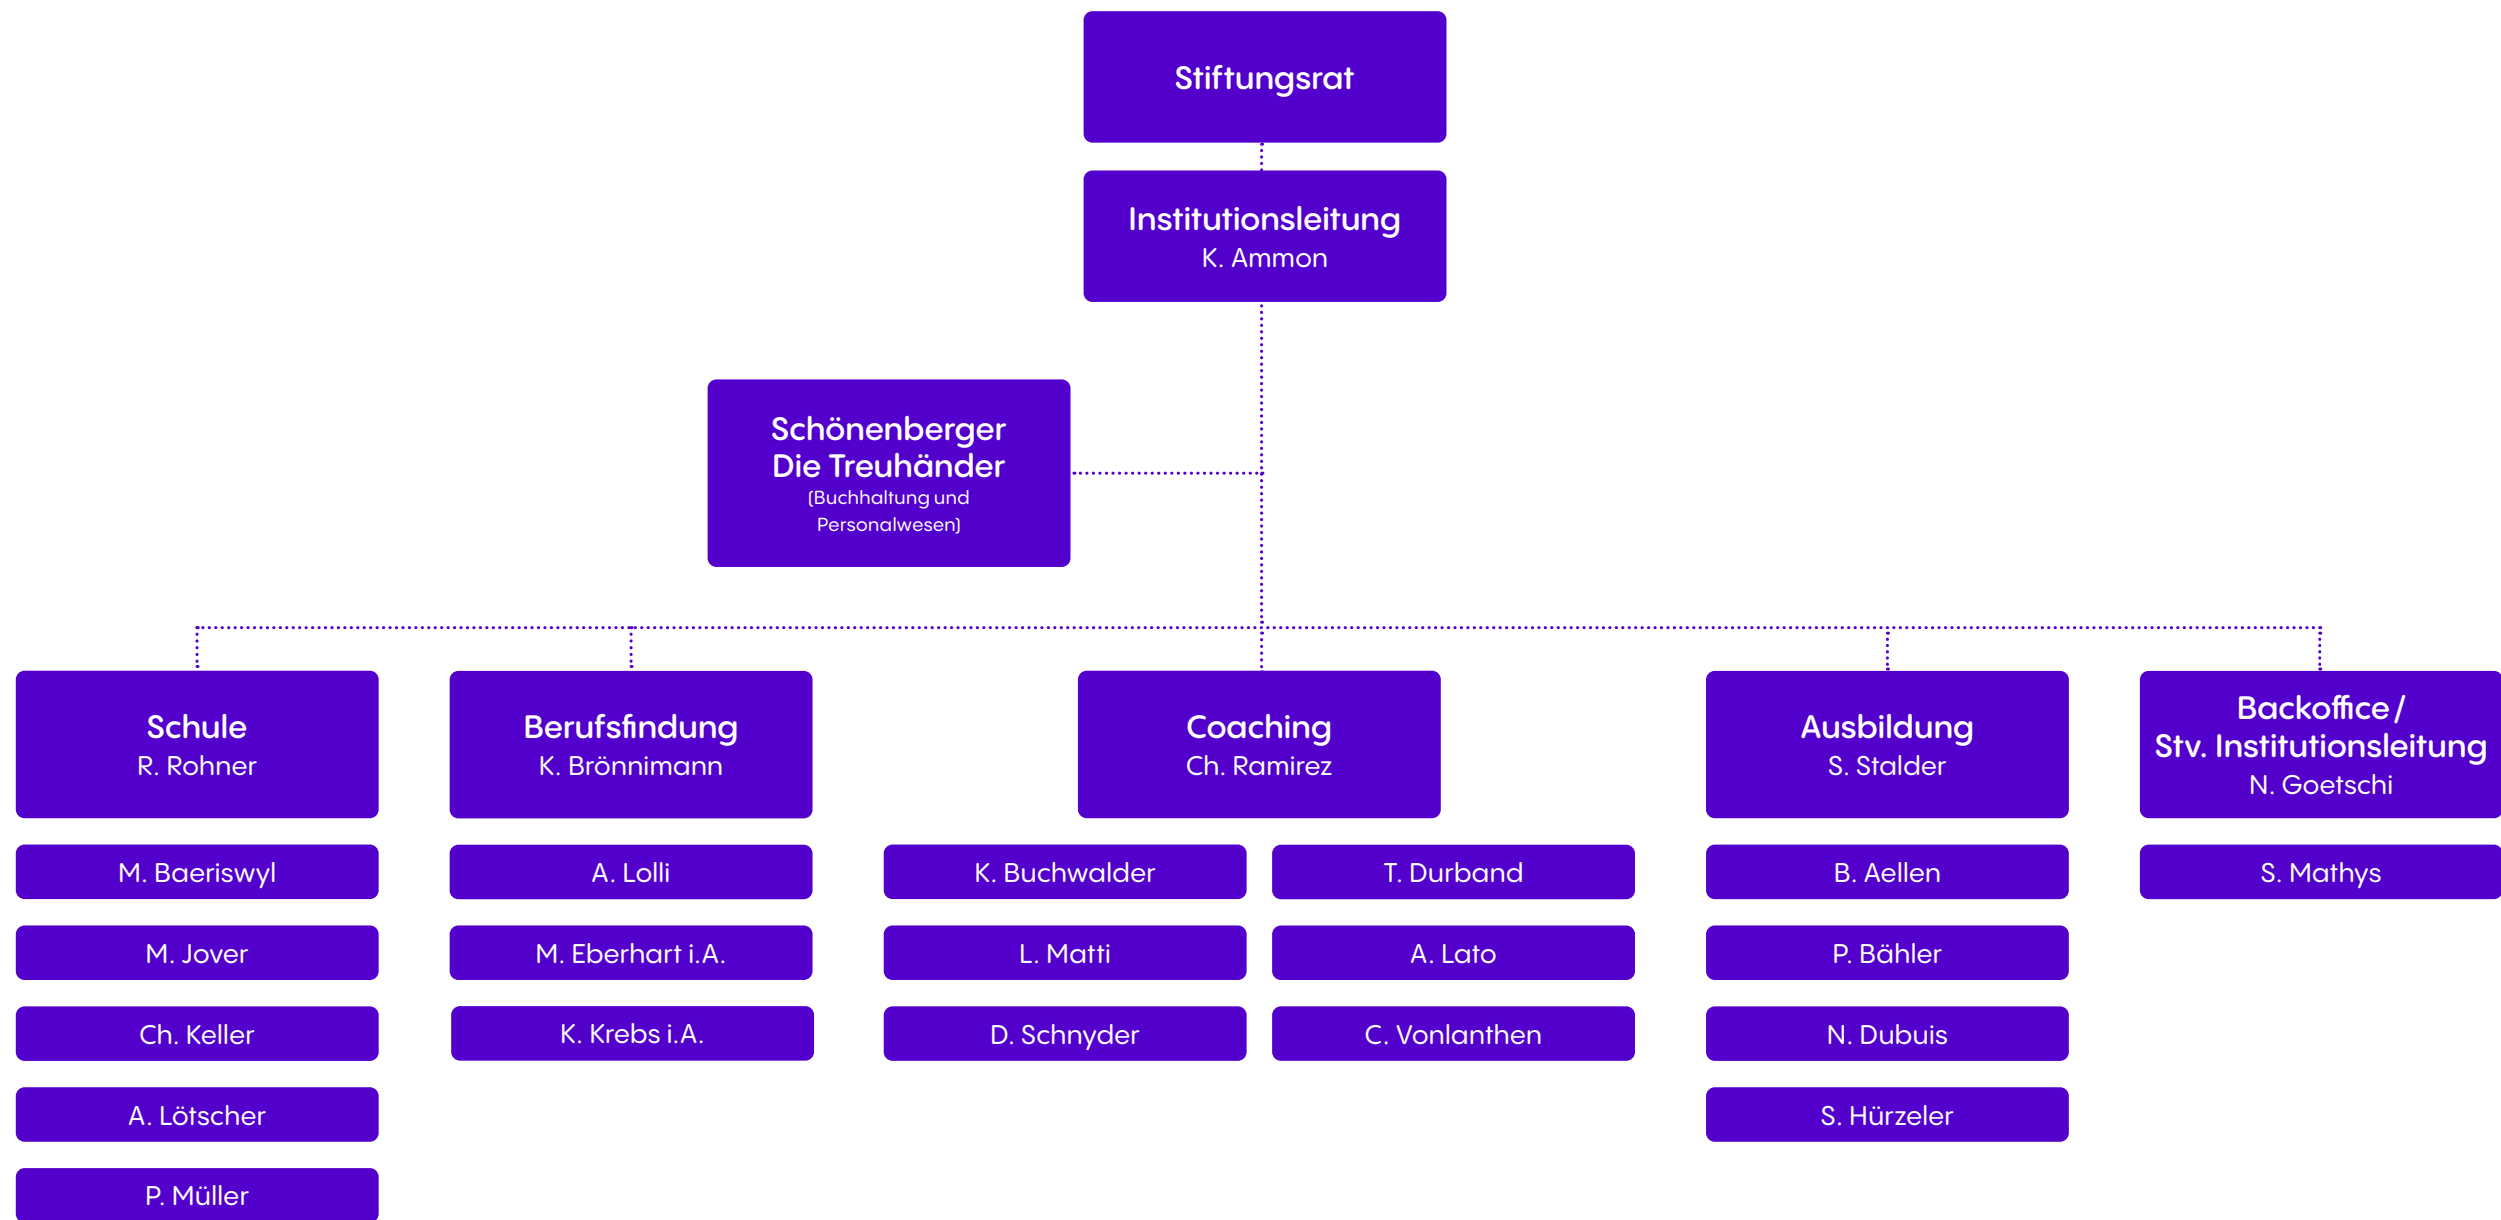 Stiftungsrat
Institutionsleitung
K. Ammon
Schönenberger
Die Treuhänder
(Buchhaltung und
Personalwesen)
Schule
R. Rohner
M. Baeriswyl
M. Jover
Ch. Keller
A. Lötscher
P. Müller
Berufsfindung
K. Brönnimann
A. Lolli
M. Eberhart i.A.
K. Krebs i.A.
Coaching
Ch. Ramirez
K. Buchwalder
L. Matti
D. Schnyder
T. Durband
A. Lato
C. Vonlanthen
Ausbildung
S. Stalder
B. Aellen
P. Bähler
N. Dubuis
S. Hürzeler
Backoffice/
Stv. Institutionsleitung
N. Goetschi
S. Mathys